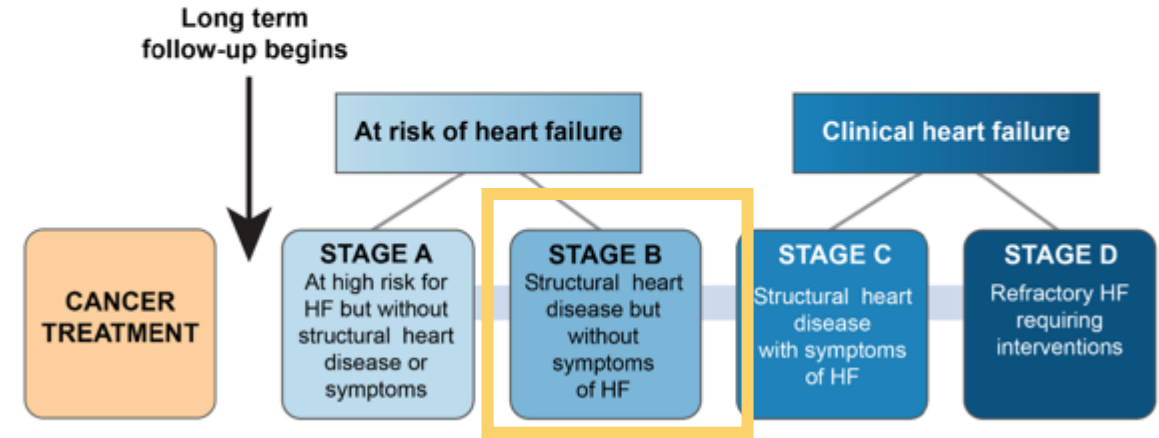 Long term
follow-up begins
At risk of heart failure
Clinical heart failure
CANCER
TREATMENT
STAGE A
At high risk for
HF but without
structural heart
disease or
symptoms
STAGE B
Structural heart
disease but
without
symptoms
of HF
STAGE C
Structural heart
disease
with symptoms
of HF
STAGE D
Refractory HF
requiring
interventions